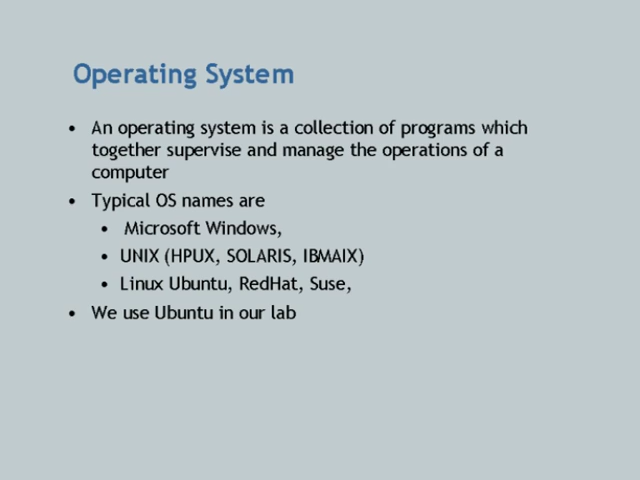 Operating System
• An operating system is a collection of programs which
together supervise and manage the operations of a
computer
• Typical OS names are
• Microsoft Windows,
• UNIX (HPUX, SOLARIS, IBMAIX)
• Linux Ubuntu, RedHat, Suse,
• We use Ubuntu in our lab